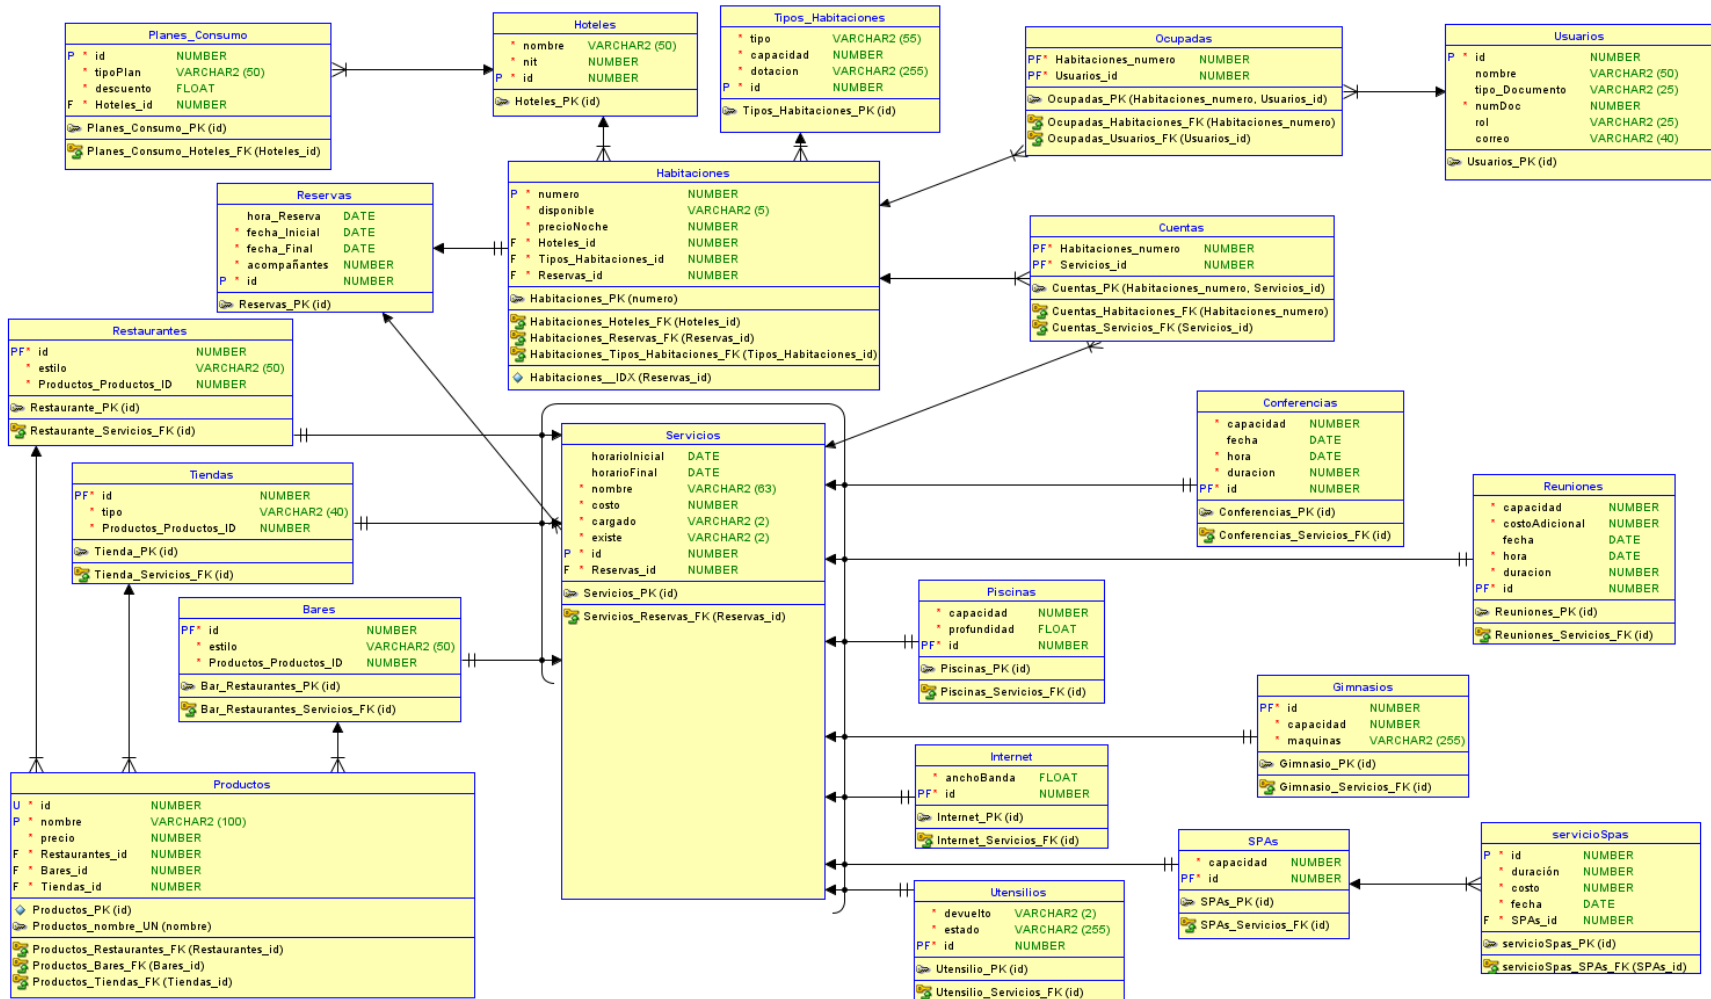 Planes_Consumo
P * id NUMBER
* tipoPlan VARCHAR2 (50)
* descuento FLOAT
F * Hoteles_id NUMBER
Planes_Consumo_PK (id)
Planes_Consumo_Hoteles_FK (Hoteles_id)
Hoteles
* nombre VARCHAR2 (50)
* nit NUMBER
P * id NUMBER
Hoteles_PK (id)
Tipos_Habitaciones
* tipo VARCHAR2 (55)
* capacidad NUMBER
* dotacion VARCHAR2 (255)
P * id NUMBER
Tipos_Habitaciones_PK (id)
Ocupadas
PF* Habitaciones_numero NUMBER
PF* Usuarios_id NUMBER
Ocupadas_PK (Habitaciones_numero, Usuarios_id)
Ocupadas_Habitaciones_FK (Habitaciones_numero)
Ocupadas_Usuarios_FK (Usuarios_id)
Usuarios
P * id NUMBER
nombre VARCHAR2 (50)
tipo_Documento VARCHAR2 (25)
* numDoc NUMBER
rol VARCHAR2 (25)
correo VARCHAR2 (40)
Usuarios_PK (id)
Reservas
hora_Reserva DATE
* fecha_Inicial DATE
* fecha_Final DATE
* acompañantes NUMBER
P * id NUMBER
Reservas_PK (id)
Habitaciones
P * numero NUMBER
* disponible VARCHAR2 (5)
* precioNoche NUMBER
F * Hoteles_id NUMBER
F * Tipos_Habitaciones_id NUMBER
F * Reservas_id NUMBER
Habitaciones_PK (numero)
Habitaciones_Hoteles_FK (Hoteles_id)
Habitaciones_Reservas_FK (Reservas_id)
Habitaciones_Tipos_Habitaciones_FK (Tipos_Habitaciones_id)
Habitaciones__IDX (Reservas_id)
Cuentas
PF* Habitaciones_numero NUMBER
PF* Servicios_id NUMBER
Cuentas_PK (Habitaciones_numero, Servicios_id)
Cuentas_Habitaciones_FK (Habitaciones_numero)
Cuentas_Servicios_FK (Servicios_id)
Restaurantes
PF* id NUMBER
* estilo VARCHAR2 (50)
* Productos_Productos_ID NUMBER
Restaurante_PK (id)
Restaurante_Servicios_FK (id)
Tiendas
PF* id NUMBER
* tipo VARCHAR2 (40)
* Productos_Productos_ID NUMBER
Tienda_PK (id)
Tienda_Servicios_FK (id)
Bares
PF* id NUMBER
* estilo VARCHAR2 (50)
* Productos_Productos_ID NUMBER
Bar_Restaurantes_PK (id)
Bar_Restaurantes_Servicios_FK (id)
Productos
U * id NUMBER
P * nombre VARCHAR2 (100)
* precio NUMBER
F * Restaurantes_id NUMBER
F * Bares_id NUMBER
F * Tiendas_id NUMBER
Productos_PK (id)
Productos_nombre_UN (nombre)
Productos_Restaurantes_FK (Restaurantes_id)
Productos_Bares_FK (Bares_id)
Productos_Tiendas_FK (Tiendas_id)
Servicios
horarioInicial DATE
horarioFinal DATE
* nombre VARCHAR2 (63)
* costo NUMBER
* cargado VARCHAR2 (2)
* existe VARCHAR2 (2)
P * id NUMBER
F * Reservas_id NUMBER
Servicios_PK (id)
Servicios_Reservas_FK (Reservas_id)
Conferencias
* capacidad NUMBER
fecha DATE
* hora DATE
* duracion NUMBER
PF* id NUMBER
Conferencias_PK (id)
Conferencias_Servicios_FK (id)
Reuniones
* capacidad NUMBER
* costoAdicional NUMBER
fecha DATE
* hora DATE
* duracion NUMBER
PF* id NUMBER
Reuniones_PK (id)
Reuniones_Servicios_FK (id)
Piscinas
* capacidad NUMBER
* profundidad FLOAT
PF* id NUMBER
Piscinas_PK (id)
Piscinas_Servicios_FK (id)
Gimnasios
PF* id NUMBER
* capacidad NUMBER
* maquinas VARCHAR2 (255)
Gimnasio_PK (id)
Gimnasio_Servicios_FK (id)
Internet
* anchoBanda FLOAT
PF* id NUMBER
Internet_PK (id)
Internet_Servicios_FK (id)
SPAs
* capacidad NUMBER
PF* id NUMBER
SPAs_PK (id)
SPAs_Servicios_FK (id)
servicioSpas
P * id NUMBER
* duración NUMBER
* costo NUMBER
* fecha DATE
F * SPAs_id NUMBER
servicioSpas_PK (id)
servicioSpas_SPAs_FK (SPAs_id)
Utensilios
* devuelto VARCHAR2 (2)
* estado VARCHAR2 (255)
PF* id NUMBER
Utensilio_PK (id)
Utensilio_Servicios_FK (id)